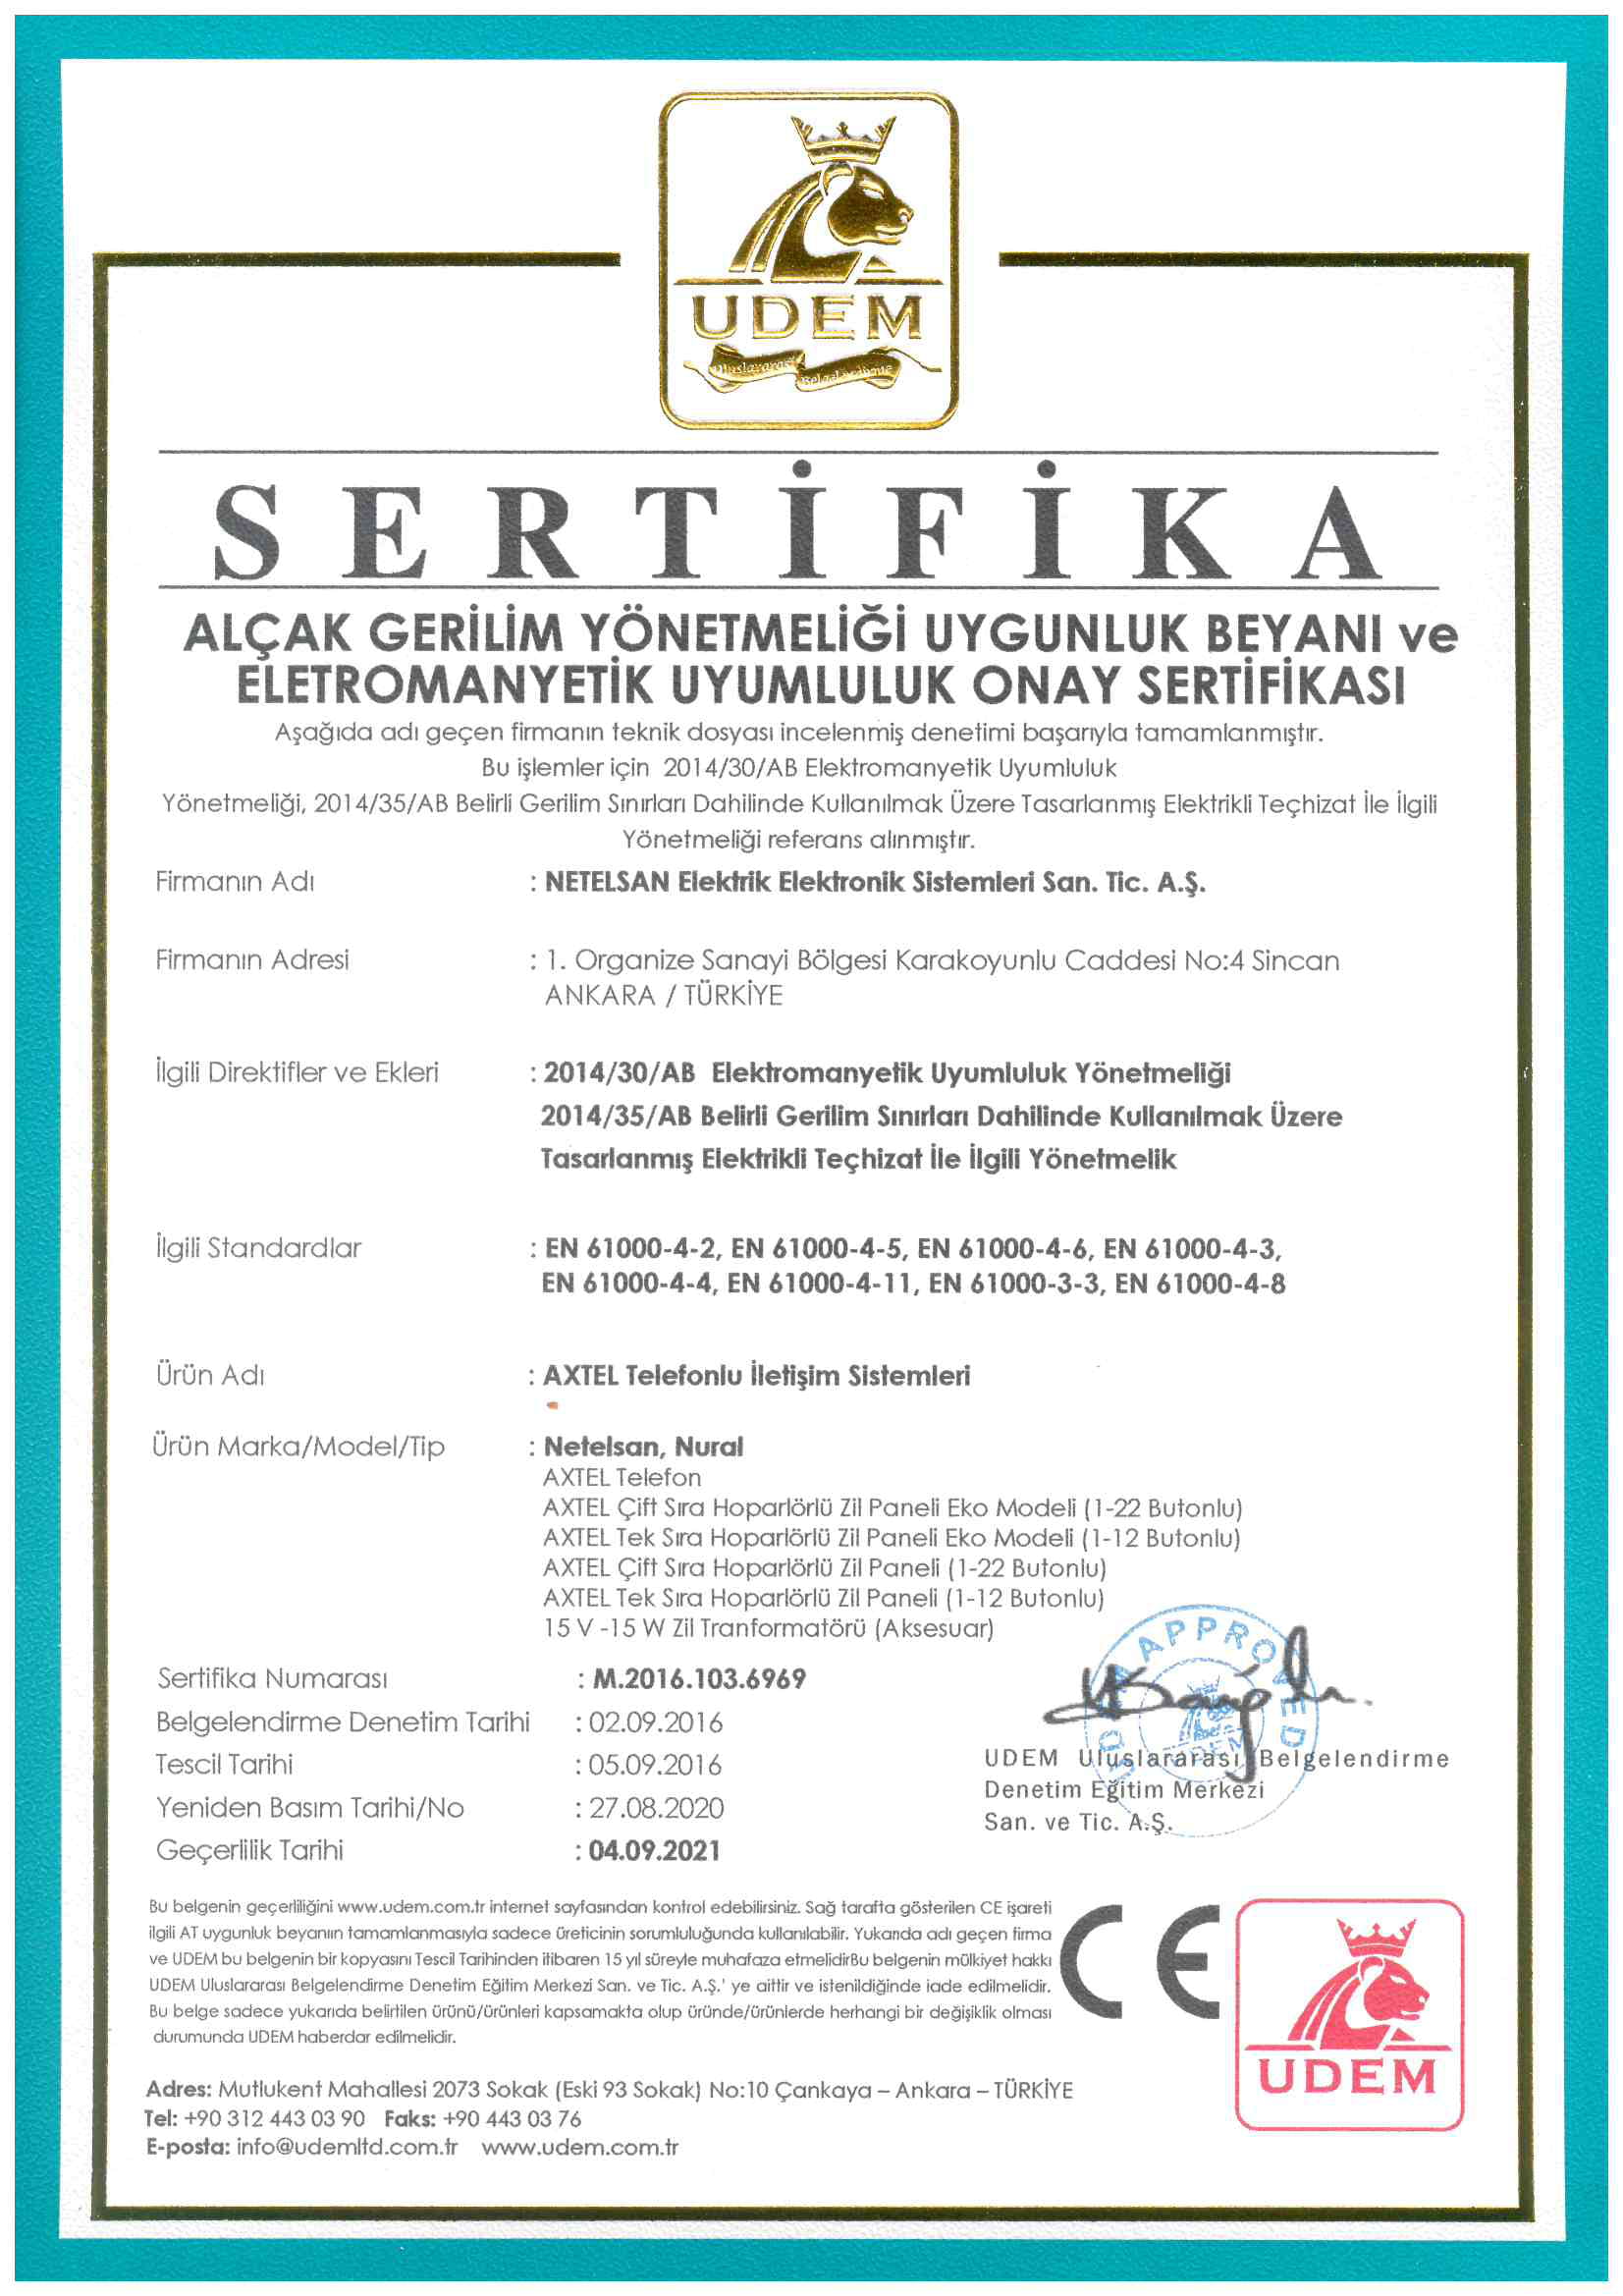 UDEM
Uluslararası
Belgelendirme
SERTİFİKA
ALÇAK GERİLİM YÖNETMELİĞİ UYGUNLUK BEYANI ve
ELETROMANYETİK UYUMLULUK ONAY SERTİFİKASI
Aşağıda adı geçen firmanın teknik dosyası incelenmiş denetimi başarıyla tamamlanmıştır.
Bu işlemler için 2014/30/AB Elektromanyetik Uyumluluk
Yönetmeliği, 2014/35/AB Belirli Gerilim Sınırları Dahilinde Kullanılmak Üzere Tasarlanmış Elektrikli Teçhizat İle İlgili
Yönetmeliği referans alınmıştır.
Firmanın Adı : NETELSAN Elektrik Elektronik Sistemleri San. Tic. A.Ş.
Firmanın Adresi : 1. Organize Sanayi Bölgesi Karakoyunlu Caddesi No:4 Sincan
ANKARA / TÜRKİYE
İlgili Direktifler ve Ekleri : 2014/30/AB Elektromanyetik Uyumluluk Yönetmeliği
2014/35/AB Belirli Gerilim Sınırları Dahilinde Kullanılmak Üzere
Tasarlanmış Elektrikli Teçhizat İle İlgili Yönetmelik
İlgili Standardlar : EN 61000-4-2, EN 61000-4-5, EN 61000-4-6, EN 61000-4-3,
EN 61000-4-4, EN 61000-4-11, EN 61000-3-3, EN 61000-4-8
Ürün Adı : AXTEL Telefonlu İletişim Sistemleri
Ürün Marka/Model/Tip : Netelsan, Nural
AXTEL Telefon
AXTEL Çift Sıra Hoparlörlü Zil Paneli Eko Modeli (1-22 Butonlu)
AXTEL Tek Sıra Hoparlörlü Zil Paneli Eko Modeli (1-12 Butonlu)
AXTEL Çift Sıra Hoparlörlü Zil Paneli (1-22 Butonlu)
AXTEL Tek Sıra Hoparlörlü Zil Paneli (1-12 Butonlu)
15 V -15 W Zil Tranformatörü (Aksesuar)
Sertifika Numarası : M.2016.103.6969
Belgelendirme Denetim Tarihi : 02.09.2016
Tescil Tarihi : 05.09.2016
Yeniden Basım Tarihi/No : 27.08.2020
Geçerlilik Tarihi : 04.09.2021
APPROVED
UDEM
UDEM Uluslararası Belgelendirme
Denetim Eğitim Merkezi
San. ve Tic. A.Ş.
Bu belgenin geçerliliğini www.udem.com.tr internet sayfasından kontrol edebilirsiniz. Sağ tarafta gösterilen CE işareti
ilgili AT uygunluk beyanıın tamamlanmasıyla sadece üreticinin sorumluluğunda kullanılabilir. Yukarıda adı geçen firma
ve UDEM bu belgenin bir kopyasını Tescil Tarihinden itibaren 15 yıl süreyle muhafaza etmelidirBu belgenin mülkiyet hakkı
UDEM Uluslararası Belgelendirme Denetim Eğitim Merkezi San. ve Tic. A.Ş.' ye aittir ve istenildiğinde iade edilmelidir.
Bu belge sadece yukarıda belirtilen ürünü/ürünleri kapsamakta olup üründe/ürünlerde herhangi bir değişiklik olması
durumunda UDEM haberdar edilmelidir.
CE
UDEM
Adres: Mutlukent Mahallesi 2073 Sokak (Eski 93 Sokak) No:10 Çankaya – Ankara – TÜRKİYE
Tel: +90 312 443 03 90 Faks: +90 443 03 76
E-posta: info@udemltd.com.tr www.udem.com.tr